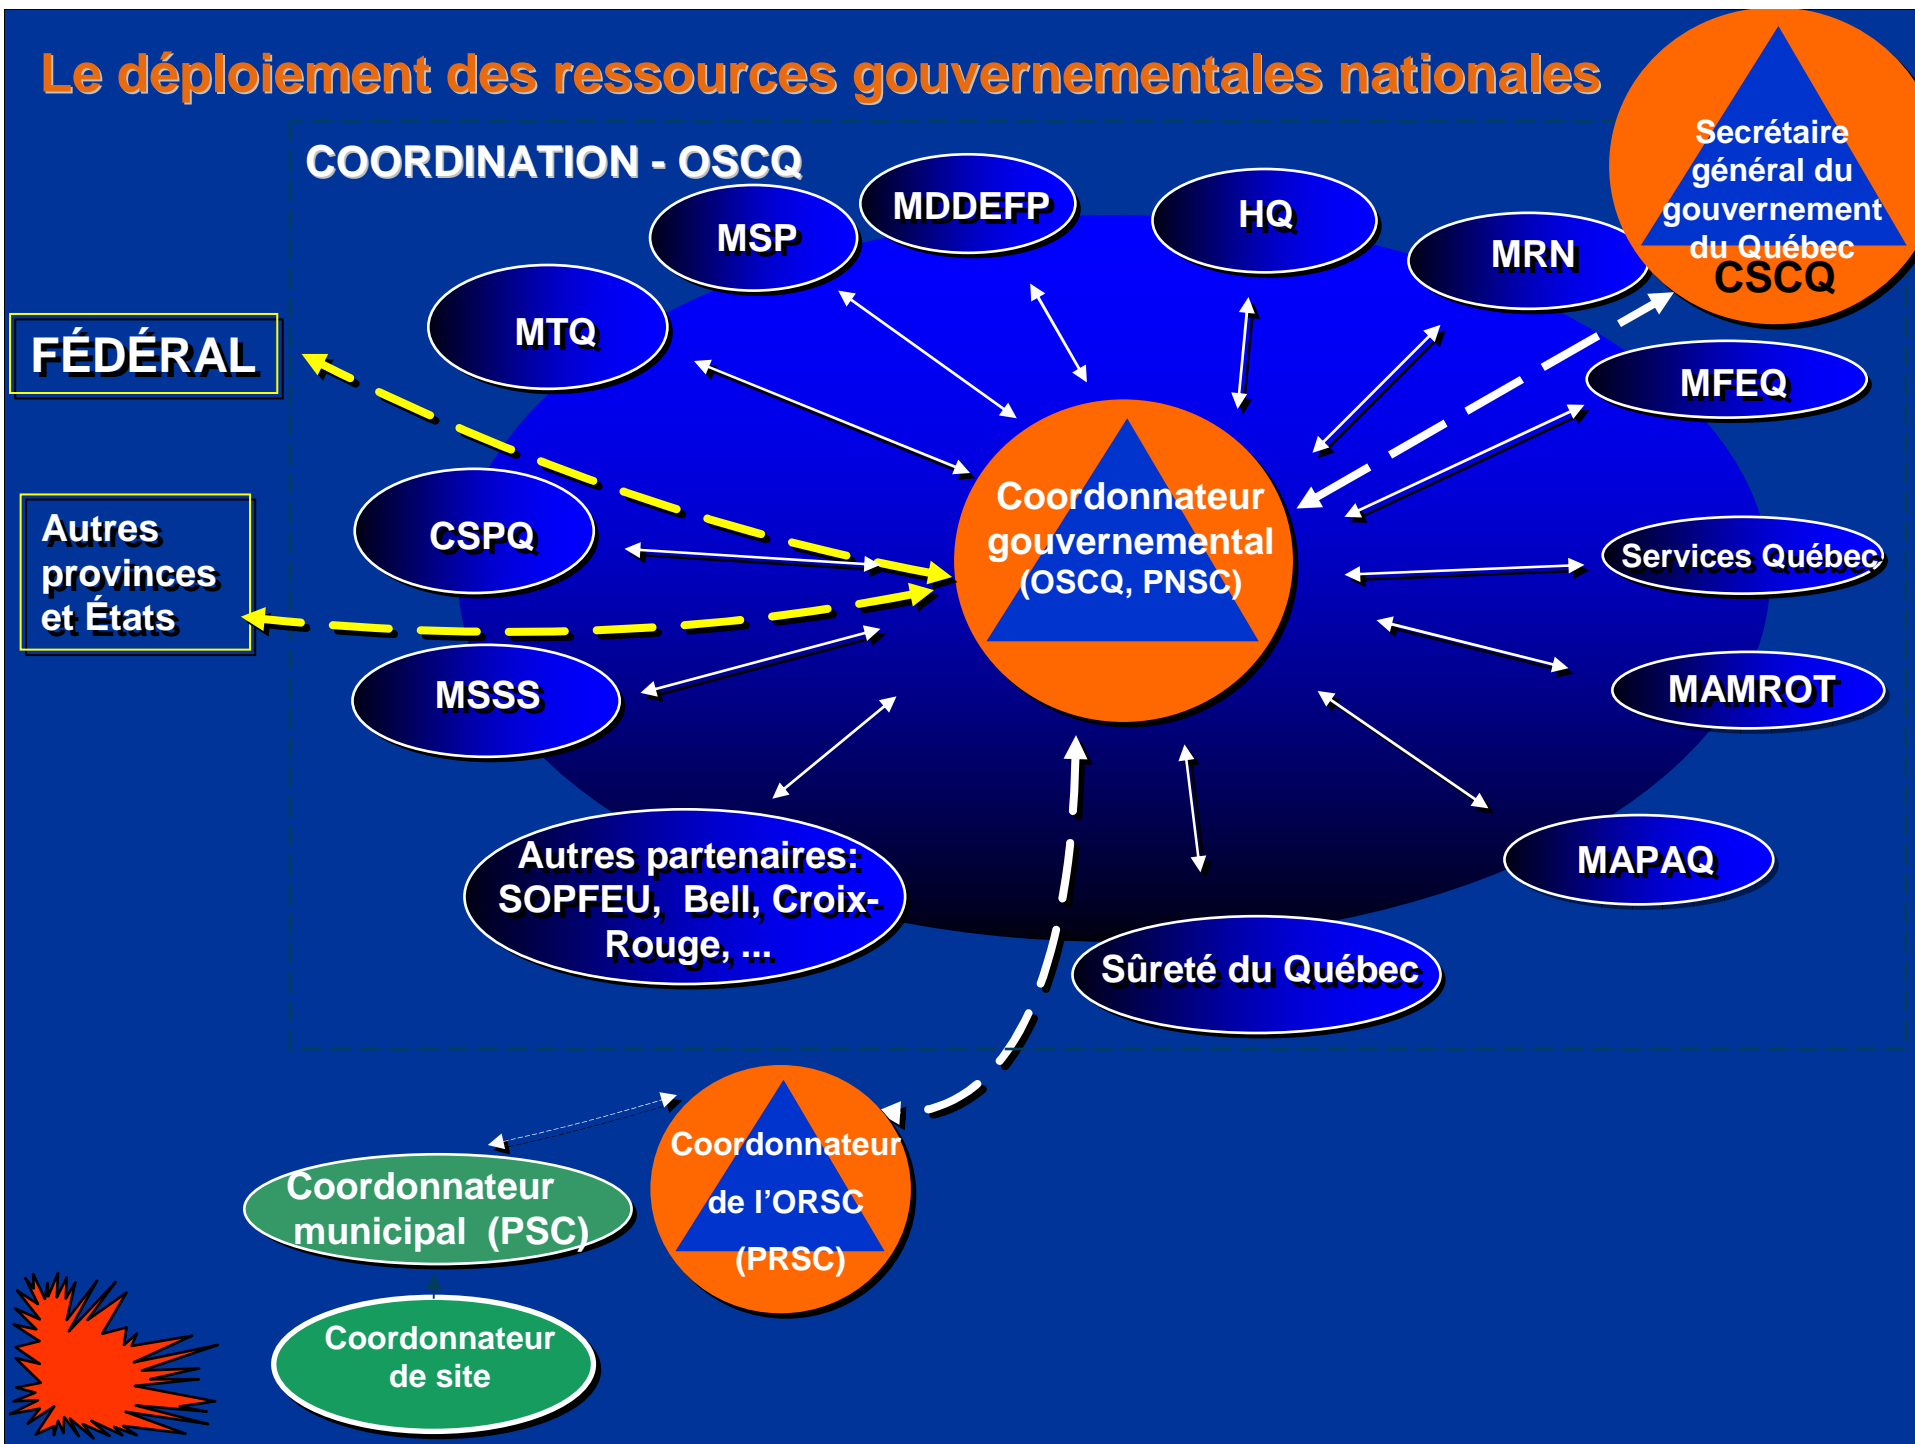 Le déploiement des ressources gouvernementales nationales
Secrétaire
général du
gouvernement
du Québec
CSCQ
COORDINATION - OSCQ
MDDEFP
HQ
MSP
MRN
MTQ
FÉDÉRAL
MFEQ
Coordonnateur
gouvernemental
(OSCQ, PNSC)
Autres
provinces
et États
CSPQ
Services Québec
MSSS
MAMROT
Autres partenaires:
SOPFEU,  Bell, Croix-
Rouge, ...
MAPAQ
Sûreté du Québec
Coordonnateur
de l’ORSC
(PRSC)
Coordonnateur
municipal  (PSC)
Coordonnateur
de site